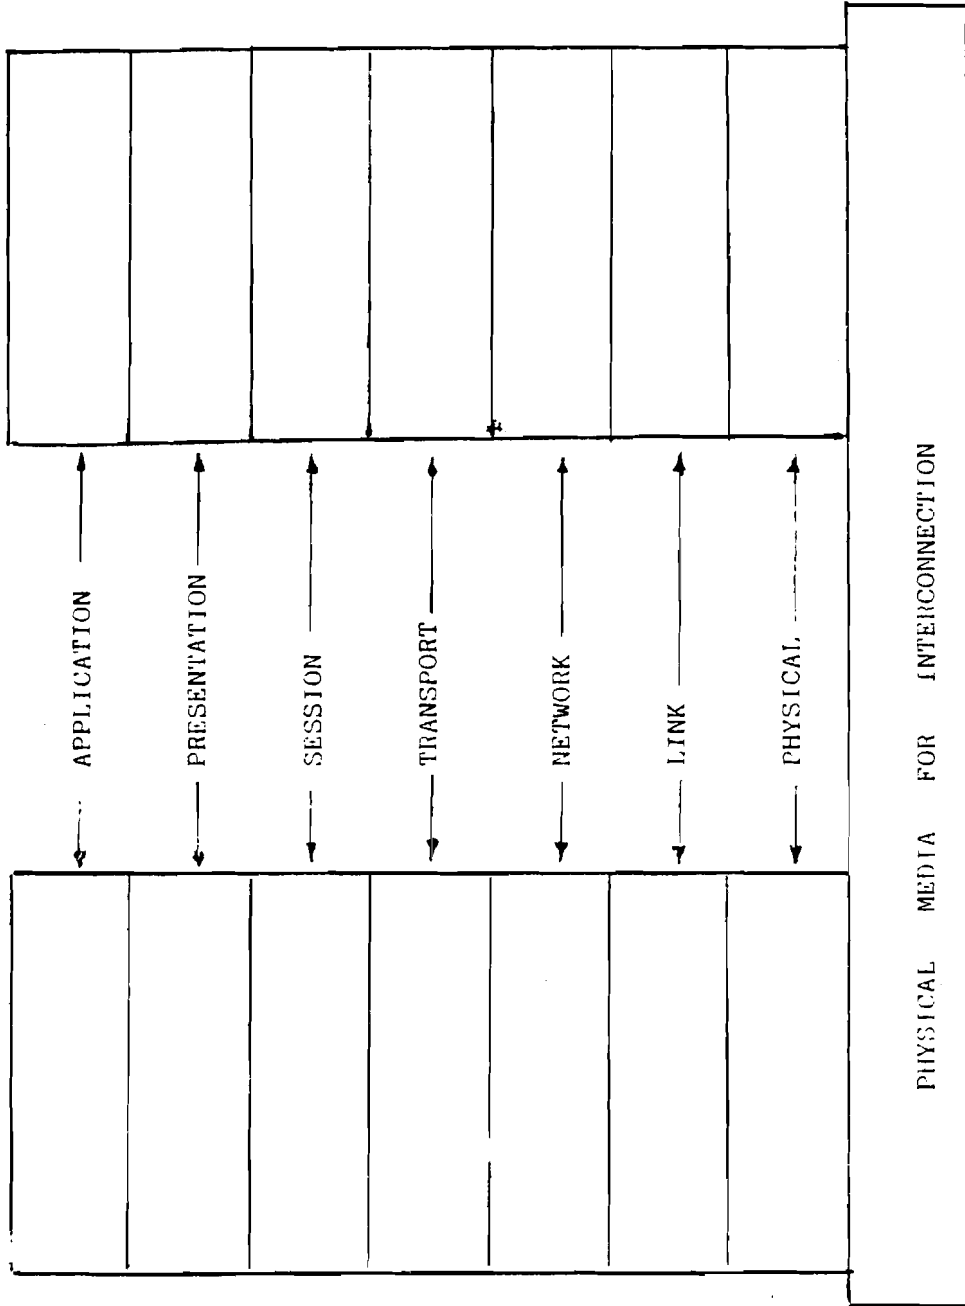 APPLICATION
PRESENTATION
SESSION
TRANSPORT
NETWORK
LINK
PHYSICAL
PHYSICAL MEDIA FOR INTERCONNECTION